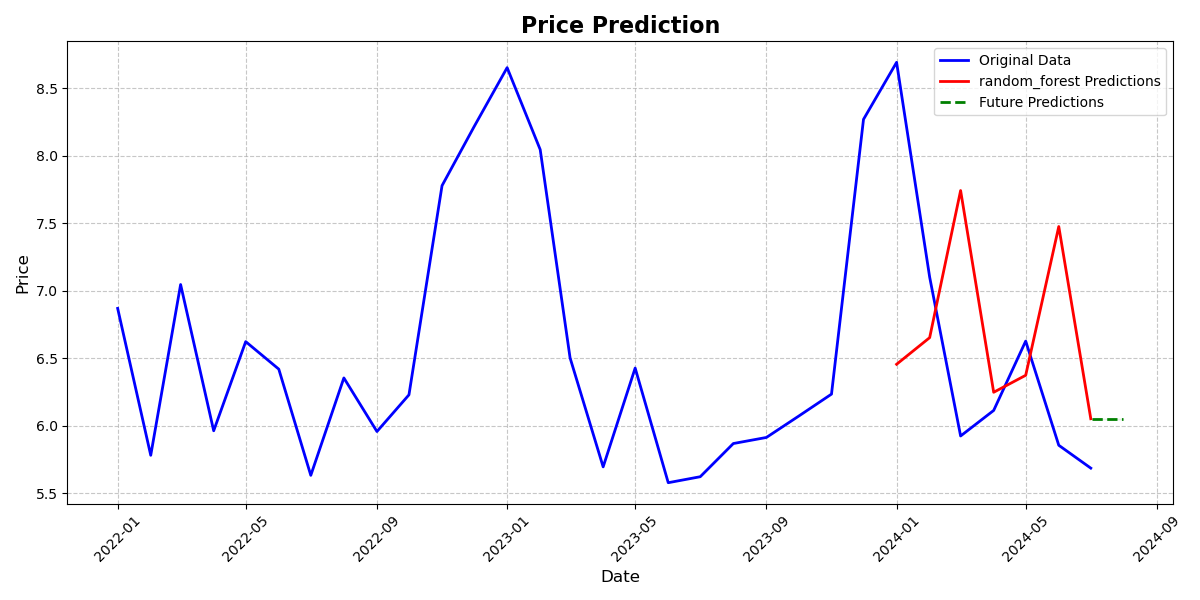 Price Prediction
Original Data
random_forest Predictions
Future Predictions
Price
8.5
8.0
7.5
7.0
6.5
6.0
5.5
2022-01
2022-05
2022-09
2023-01
2023-05
2023-09
2024-01
2024-05
2024-09
Date